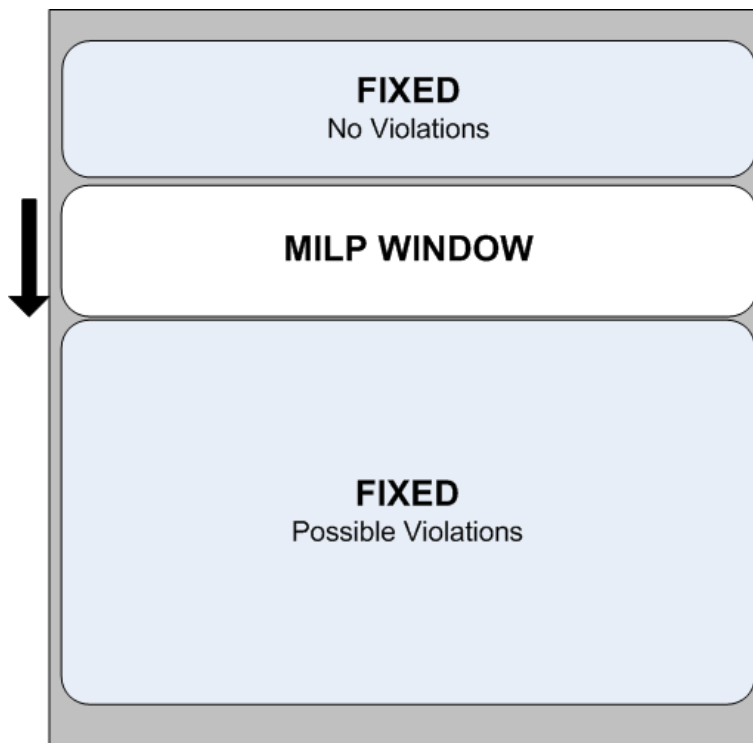 FIXED
No Violations
MILP WINDOW
FIXED
Possible Violations